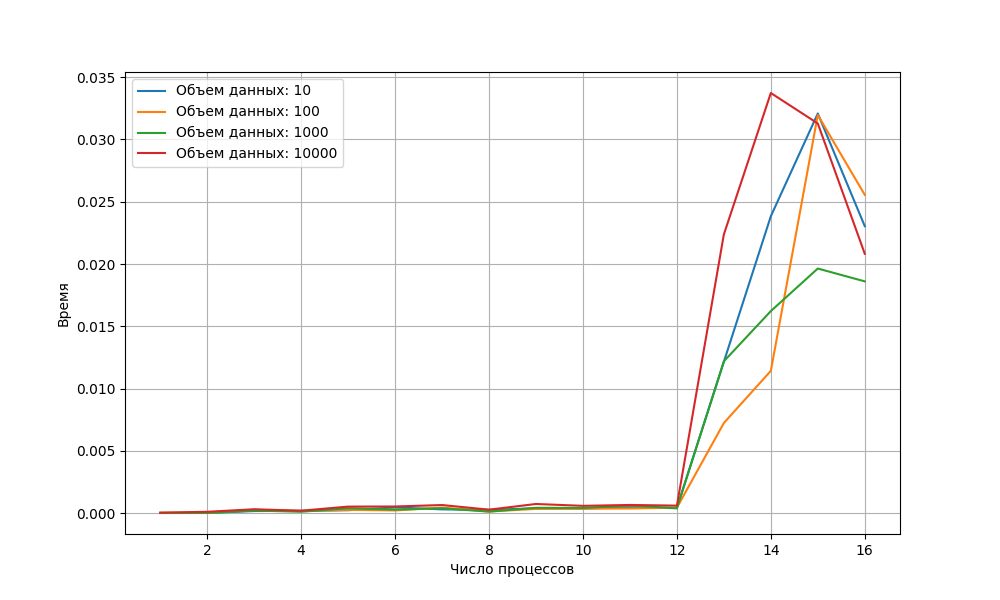 Объем данных: 10
Объем данных: 100
Объем данных: 1000
Объем данных: 10000
0.035
0.030
0.025
0.020
0.015
0.010
0.005
0.000
Время
2 4 6 8 10 12 14 16
Число процессов